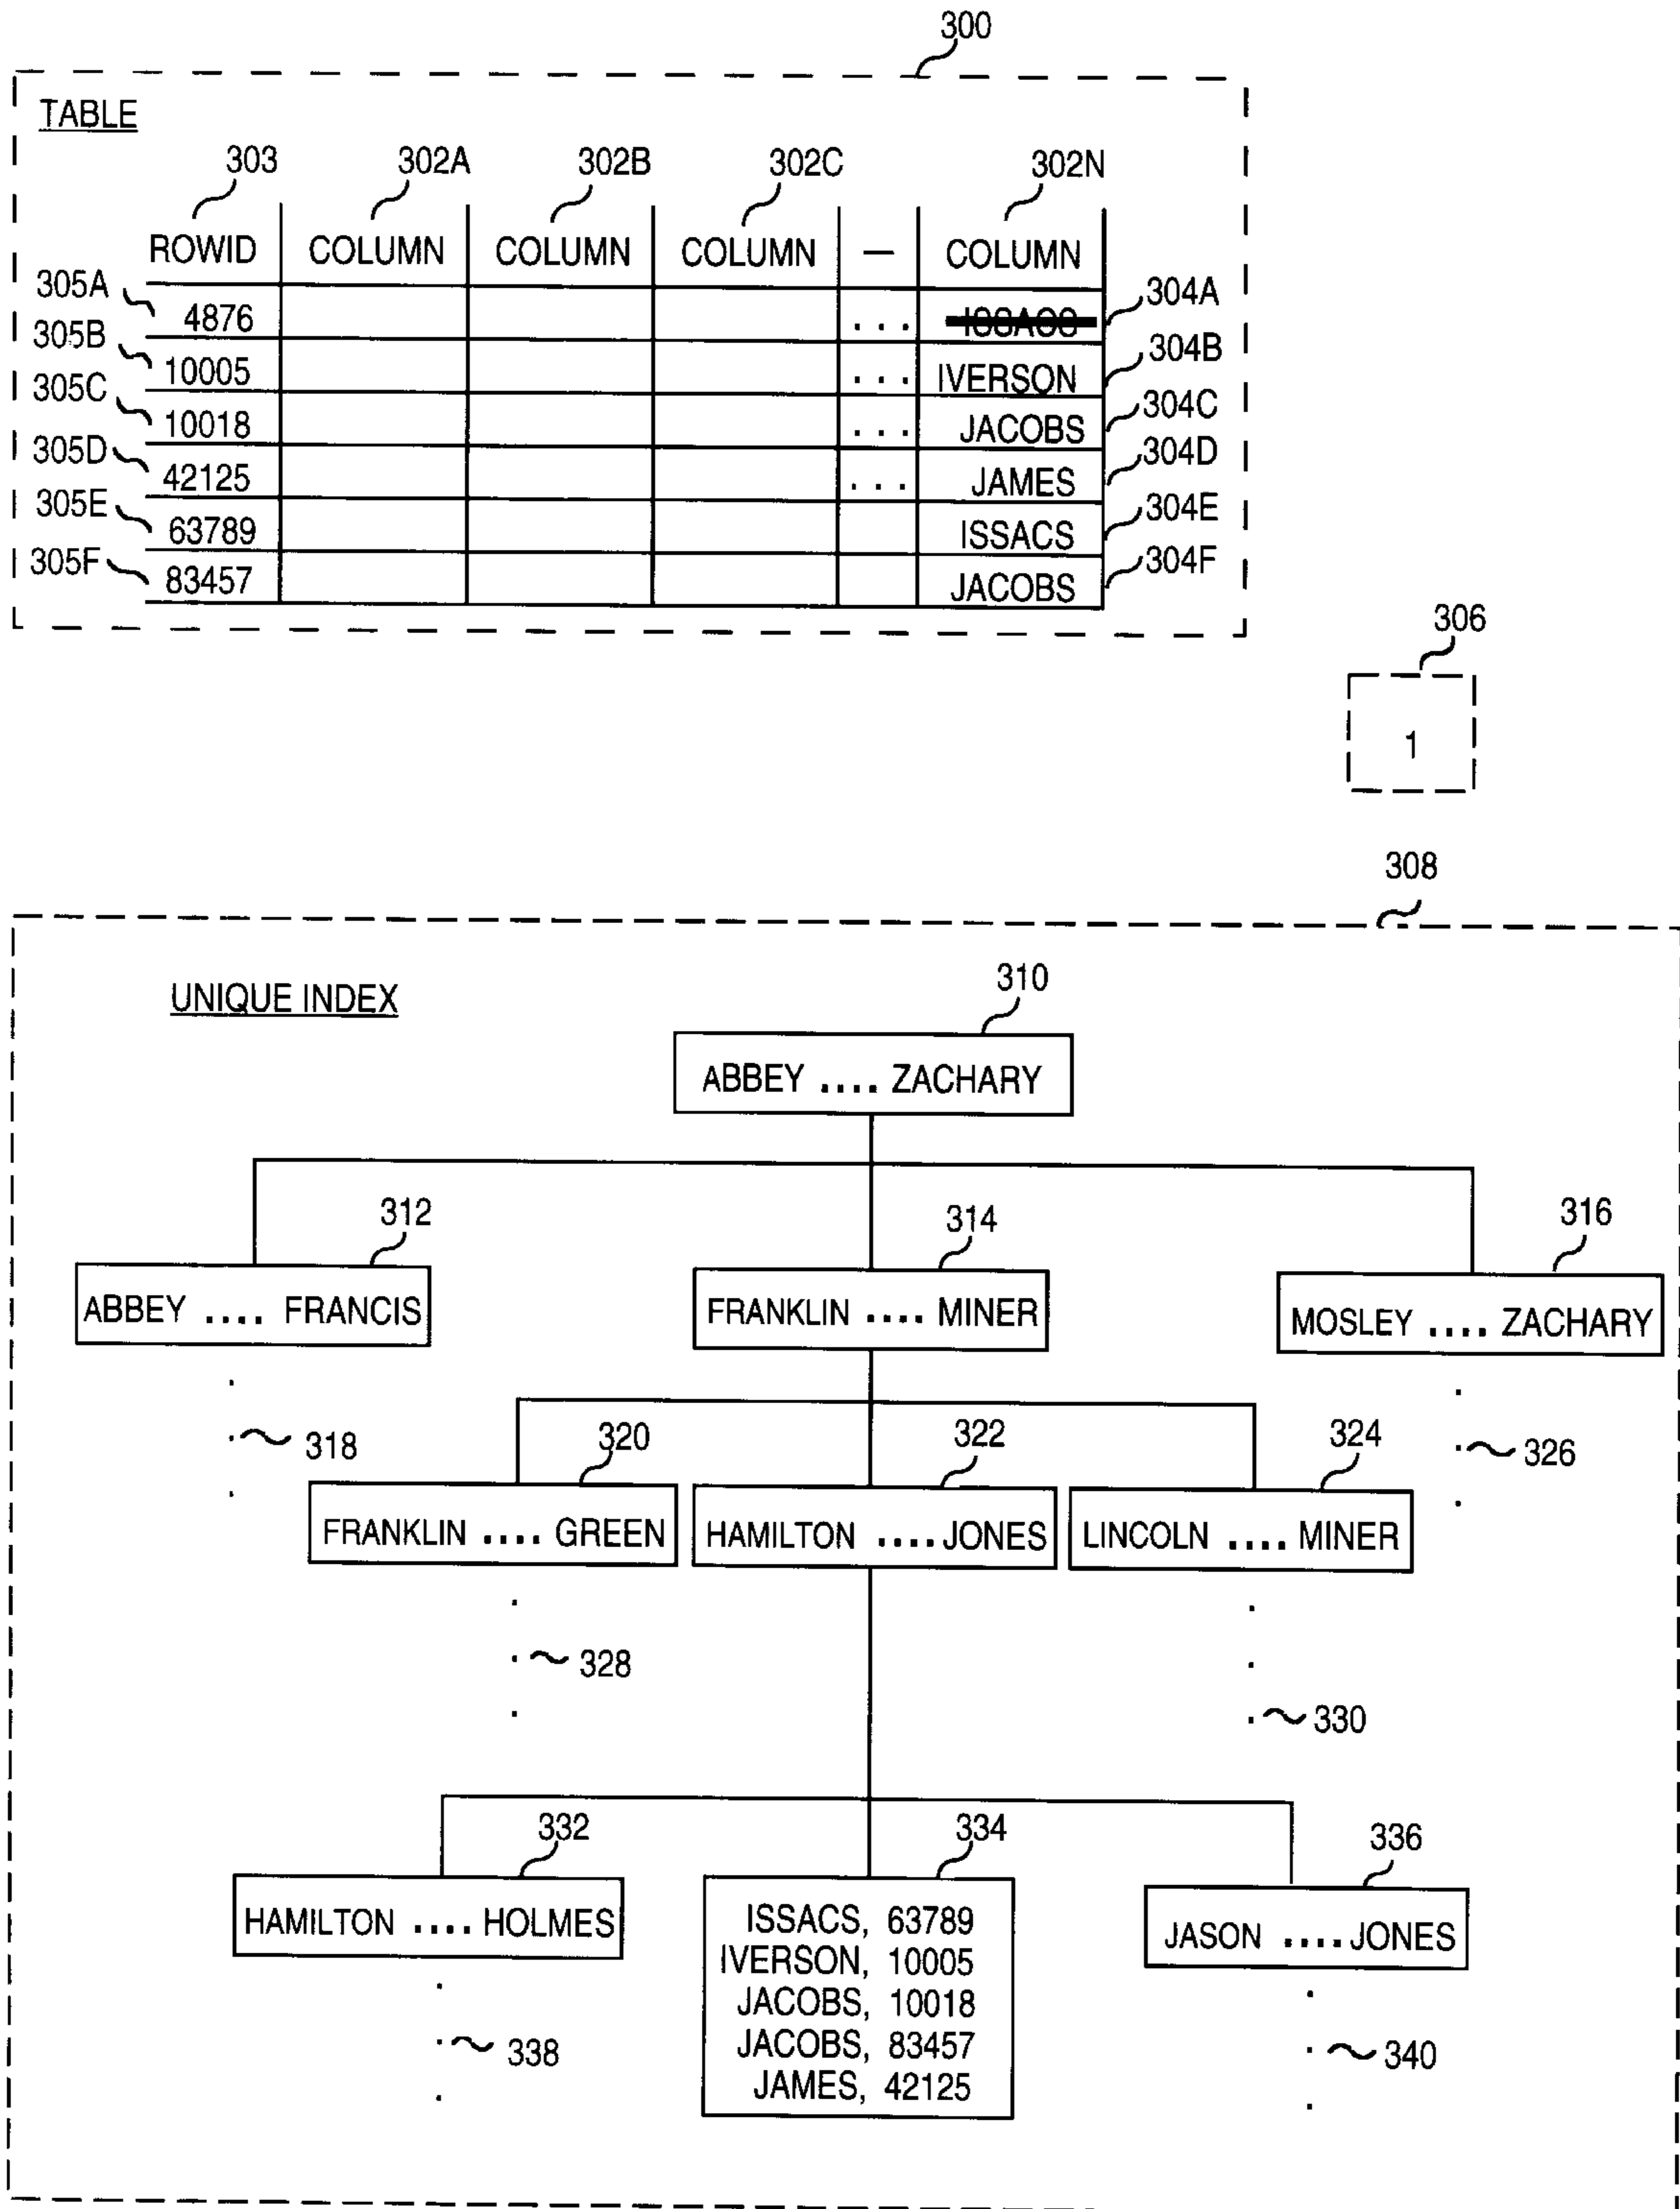 300
TABLE
303 302A 302B 302C 302N
ROWID COLUMN COLUMN COLUMN — COLUMN
305A 4876 ... 304A
305B 10005 ... IVERSON 304B
305C 10018 ... JACOBS 304C
305D 42125 ... JAMES 304D
305E 63789 ISSACS 304E
305F 83457 JACOBS 304F
306
1
308
UNIQUE INDEX
310
ABBEY .... ZACHARY
312 314 316
ABBEY .... FRANCIS FRANKLIN .... MINER MOSLEY .... ZACHARY
318 320 322 324 326
FRANKLIN .... GREEN HAMILTON .... JONES LINCOLN .... MINER
328
330
332 334 336
HAMILTON .... HOLMES
ISSACS, 63789
IVERSON, 10005
JACOBS, 10018
JACOBS, 83457
JAMES, 42125
JASON .... JONES
338 340